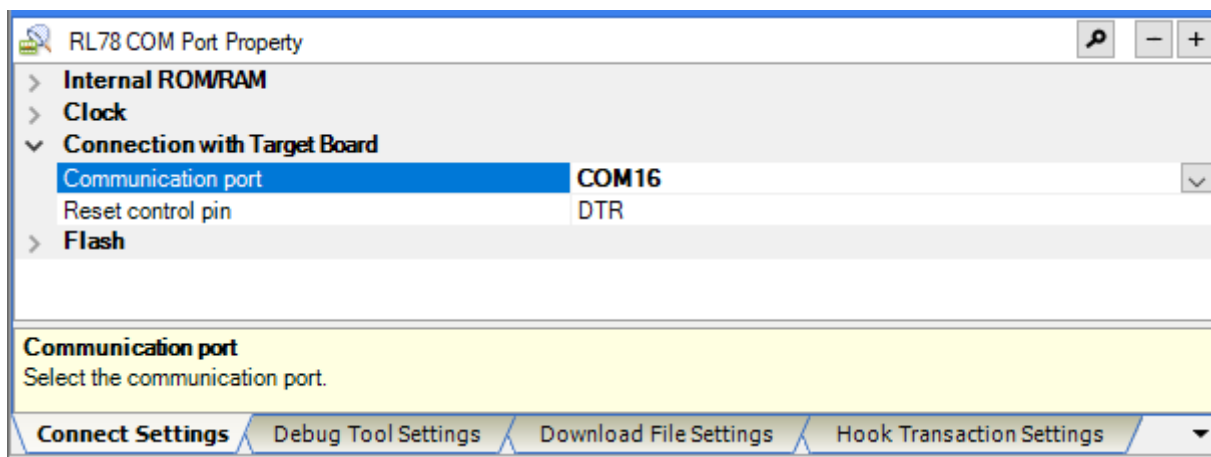 RL78 COM Port Property
Internal ROM/RAM
Clock
Connection with Target Board
Communication port COM16
Reset control pin DTR
Flash
Communication port
Select the communication port.
Connect Settings Debug Tool Settings Download File Settings Hook Transaction Settings